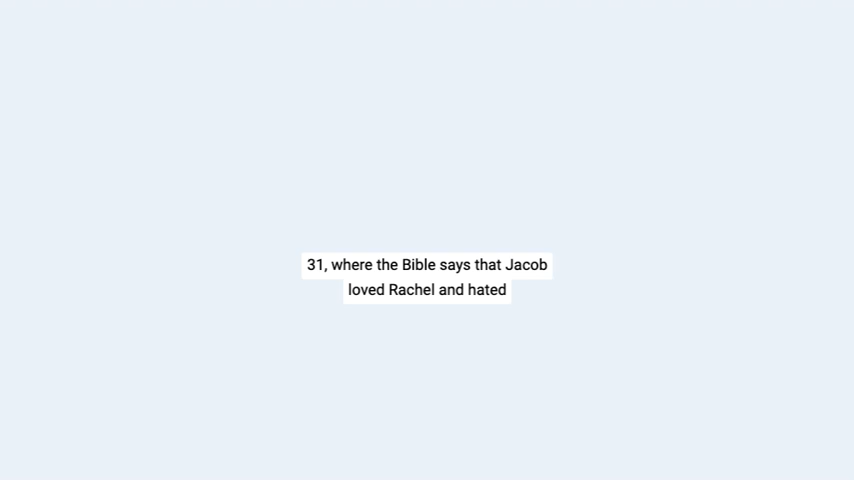 31, where the Bible says that Jacob
loved Rachel and hated